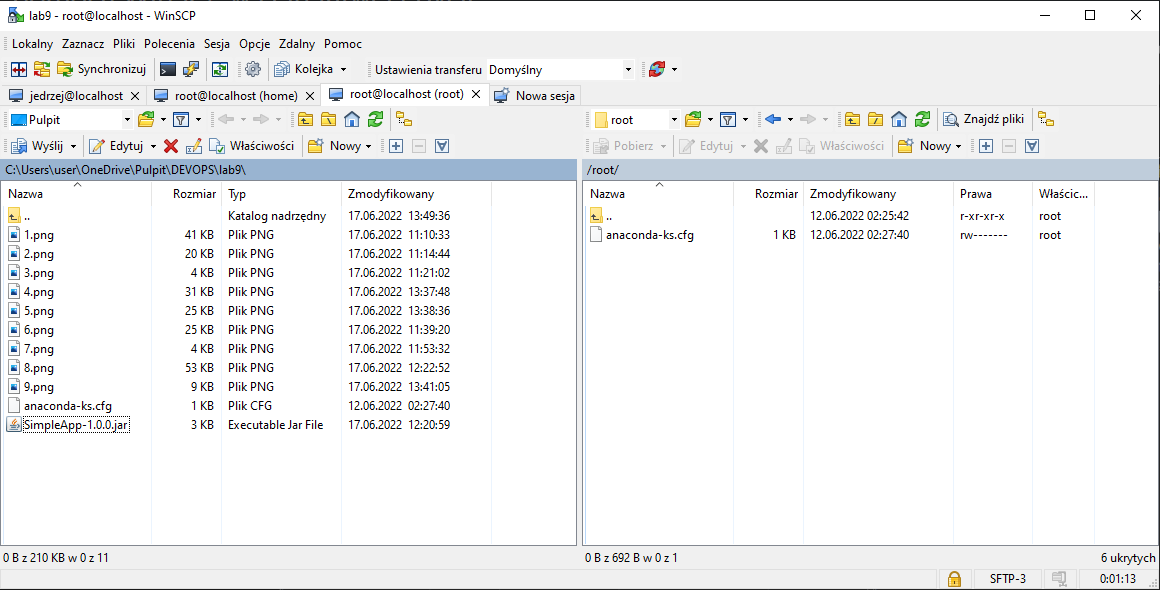 lab9 - root@localhost - WinSCP
Lokalny Zaznacz Pliki Polecenia Sesja Opcje Zdalny Pomoc
Synchronizuj Kolejka Ustawienia transferu Domyślny
jedrzej@localhost root@localhost (home) root@localhost (root) Nowa sesja
Pulpit root Znajdź pliki
Wyślij Edytuj Właściwości Nowy Pobierz Edytuj Właściwości Nowy
C:\Users\user\OneDrive\Pulpit\DEVOPS\lab9\ /root/
Nazwa Rozmiar Typ Zmodyfikowany Nazwa Rozmiar Zmodyfikowany Prawa Właścic...
.. Katalog nadrzędny 17.06.2022 13:49:36 .. 12.06.2022 02:25:42 r-xr-xr-x root
1.png 41 KB Plik PNG 17.06.2022 11:10:33 anaconda-ks.cfg 1 KB 12.06.2022 02:27:40 rw------- root
2.png 20 KB Plik PNG 17.06.2022 11:14:44
3.png 4 KB Plik PNG 17.06.2022 11:21:02
4.png 31 KB Plik PNG 17.06.2022 13:37:48
5.png 25 KB Plik PNG 17.06.2022 13:38:36
6.png 25 KB Plik PNG 17.06.2022 11:39:20
7.png 4 KB Plik PNG 17.06.2022 11:53:32
8.png 53 KB Plik PNG 17.06.2022 12:22:52
9.png 9 KB Plik PNG 17.06.2022 13:41:05
anaconda-ks.cfg 1 KB Plik CFG 12.06.2022 02:27:40
SimpleApp-1.0.0.jar 3 KB Executable Jar File 17.06.2022 12:20:59
0 B z 210 KB w 0 z 11 0 B z 692 B w 0 z 1 6 ukrytych
SFTP-3 0:01:13